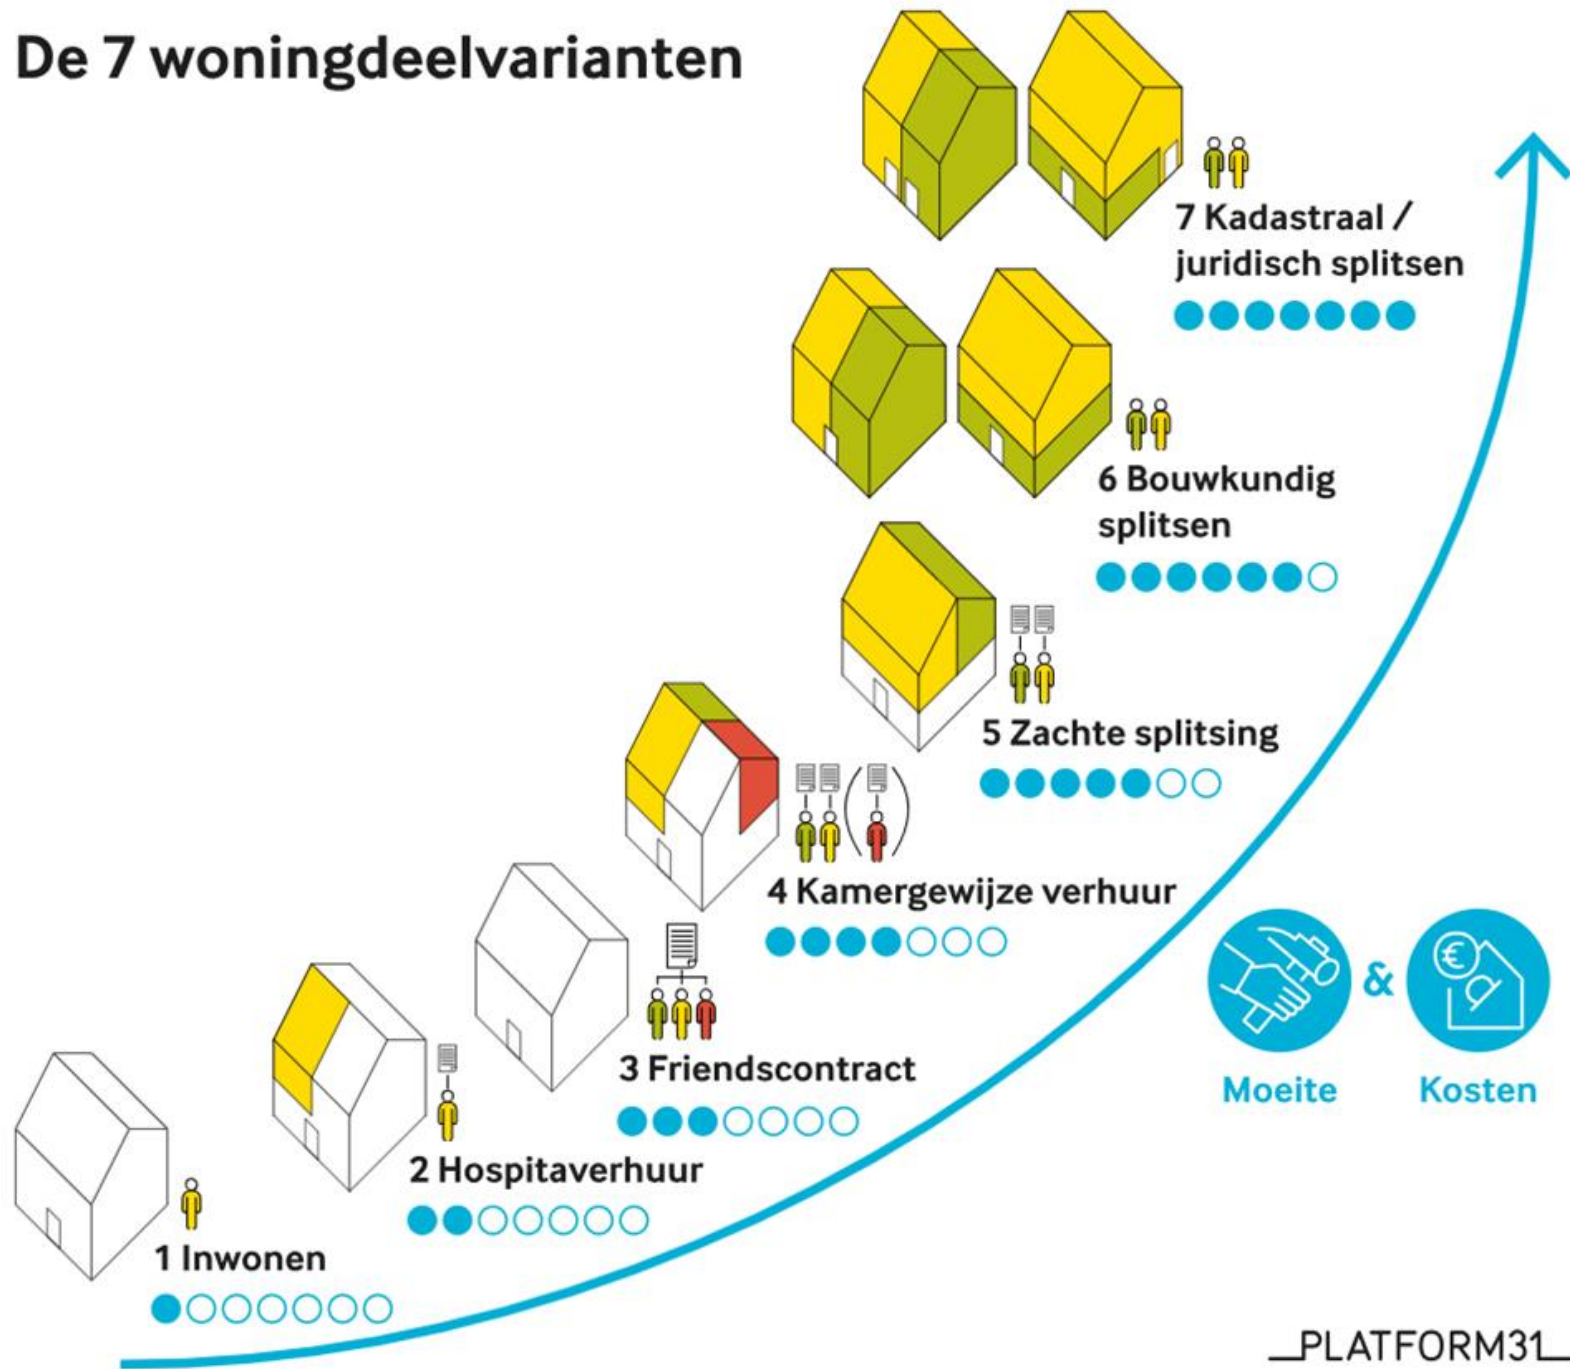 De 7 woningdeelvarianten
7 Kadastraal /
juridisch splitsen
6 Bouwkundig
splitsen
5 Zachte splitsing
4 Kamergewijze verhuur
3 Friendscontract
2 Hospitaverhuur
1 Inwonen
&
€
Moeite
Kosten
PLATFORM31